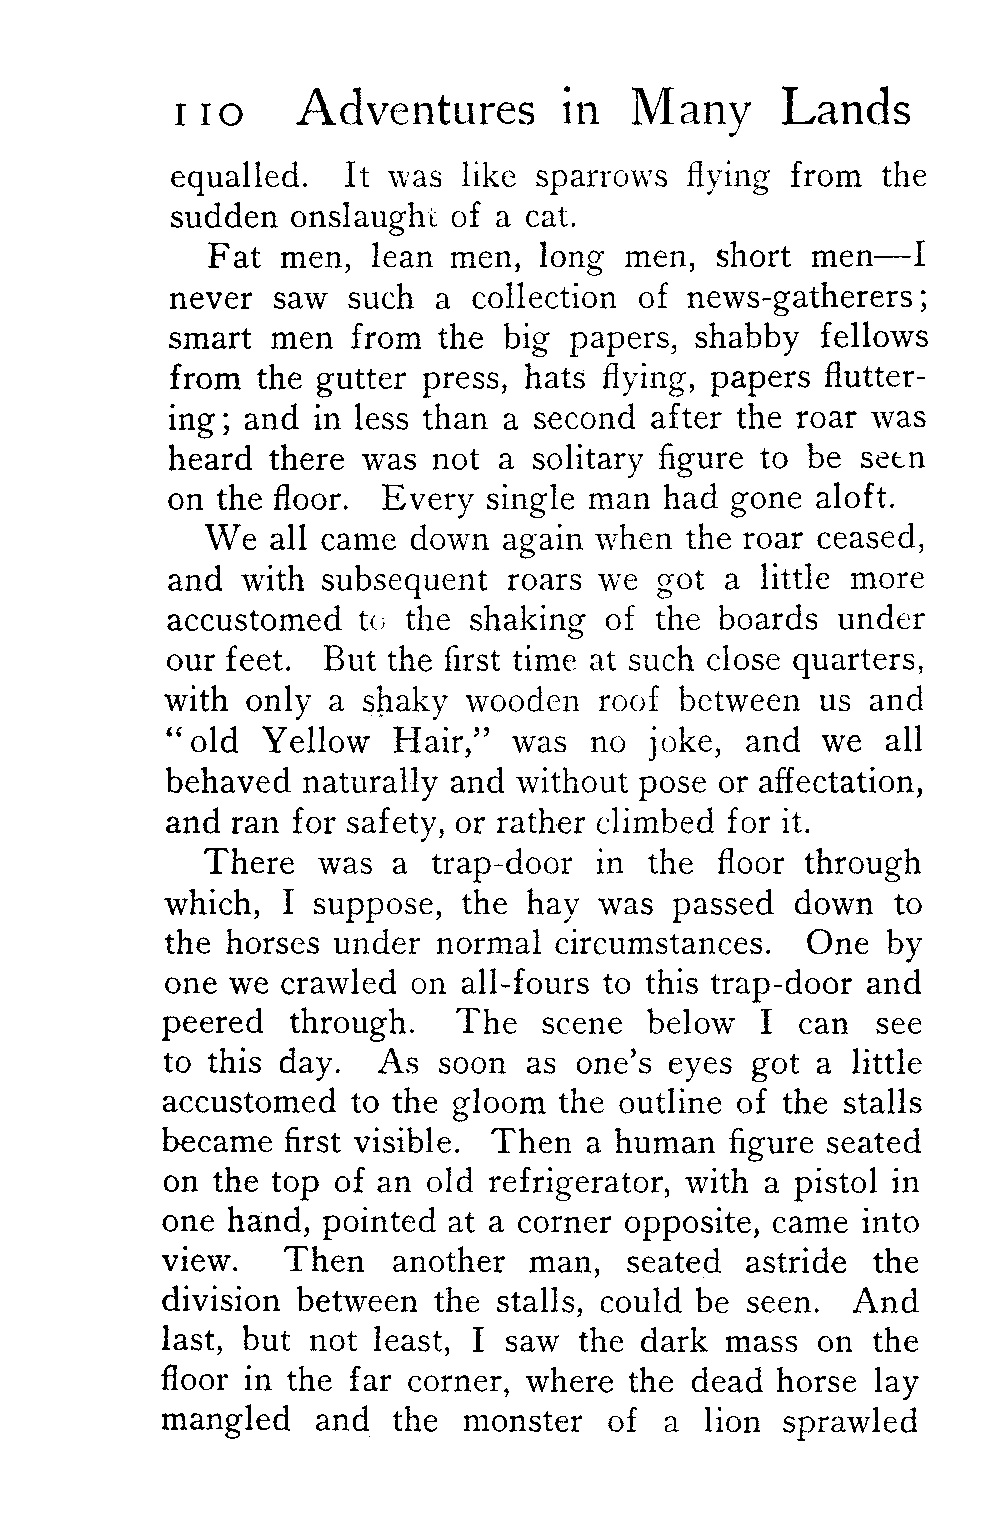 110 Adventures in Many Lands
equalled. It was like sparrows flying from the
sudden onslaught of a cat.
Fat men, lean men, long men, short men—I
never saw such a collection of news-gatherers;
smart men from the big papers, shabby fellows
from the gutter press, hats flying, papers flutter-
ing; and in less than a second after the roar was
heard there was not a solitary figure to be seen
on the floor. Every single man had gone aloft.
We all came down again when the roar ceased,
and with subsequent roars we got a little more
accustomed to the shaking of the boards under
our feet. But the first time at such close quarters,
with only a shaky wooden roof between us and
“old Yellow Hair,” was no joke, and we all
behaved naturally and without pose or affectation,
and ran for safety, or rather climbed for it.
There was a trap-door in the floor through
which, I suppose, the hay was passed down to
the horses under normal circumstances. One by
one we crawled on all-fours to this trap-door and
peered through. The scene below I can see
to this day. As soon as one’s eyes got a little
accustomed to the gloom the outline of the stalls
became first visible. Then a human figure seated
on the top of an old refrigerator, with a pistol in
one hand, pointed at a corner opposite, came into
view. Then another man, seated astride the
division between the stalls, could be seen. And
last, but not least, I saw the dark mass on the
floor in the far corner, where the dead horse lay
mangled and the monster of a lion sprawled